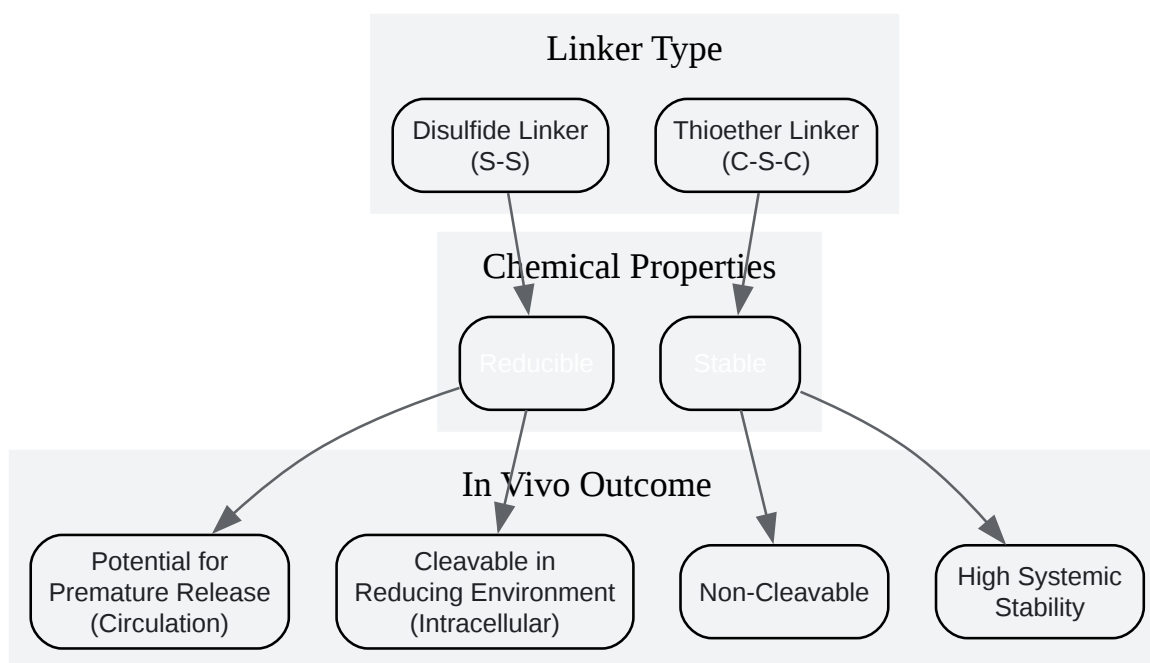 Linker Type
Disulfide Linker
(S-S)
Thioether Linker
(C-S-C)
Chemical Properties
Reducible
Stable
In Vivo Outcome
Potential for
Premature Release
(Circulation)
Cleavable in
Reducing Environment
(Intracellular)
Non-Cleavable
High Systemic
Stability